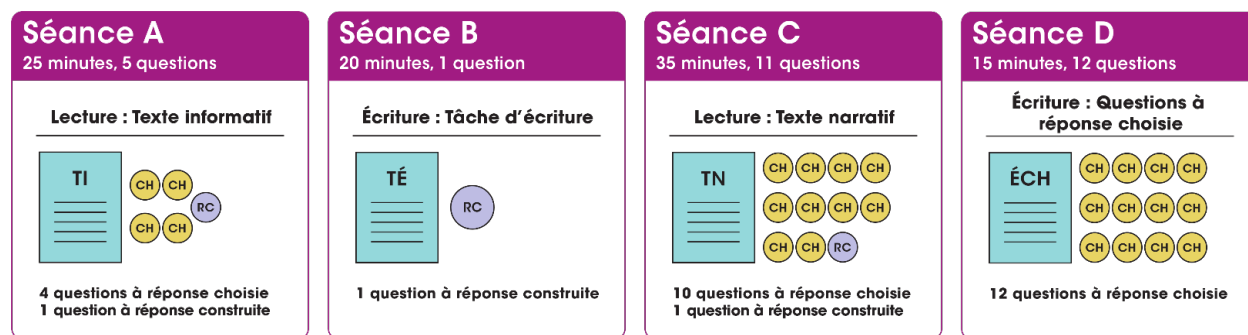 Séance A
25 minutes, 5 questions
Lecture : Texte informatif
TI
CH CH
RC
CH CH
4 questions à réponse choisie
1 question à réponse construite
Séance B
20 minutes, 1 question
Écriture : Tâche d’écriture
TÉ
RC
1 question à réponse construite
Séance C
35 minutes, 11 questions
Lecture : Texte narratif
TN
CH CH CH CH
CH CH CH CH
CH CH RC
10 questions à réponse choisie
1 question à réponse construite
Séance D
15 minutes, 12 questions
Écriture : Questions à
réponse choisie
ÉCH
CH CH CH CH
CH CH CH CH
CH CH CH CH
12 questions à réponse choisie